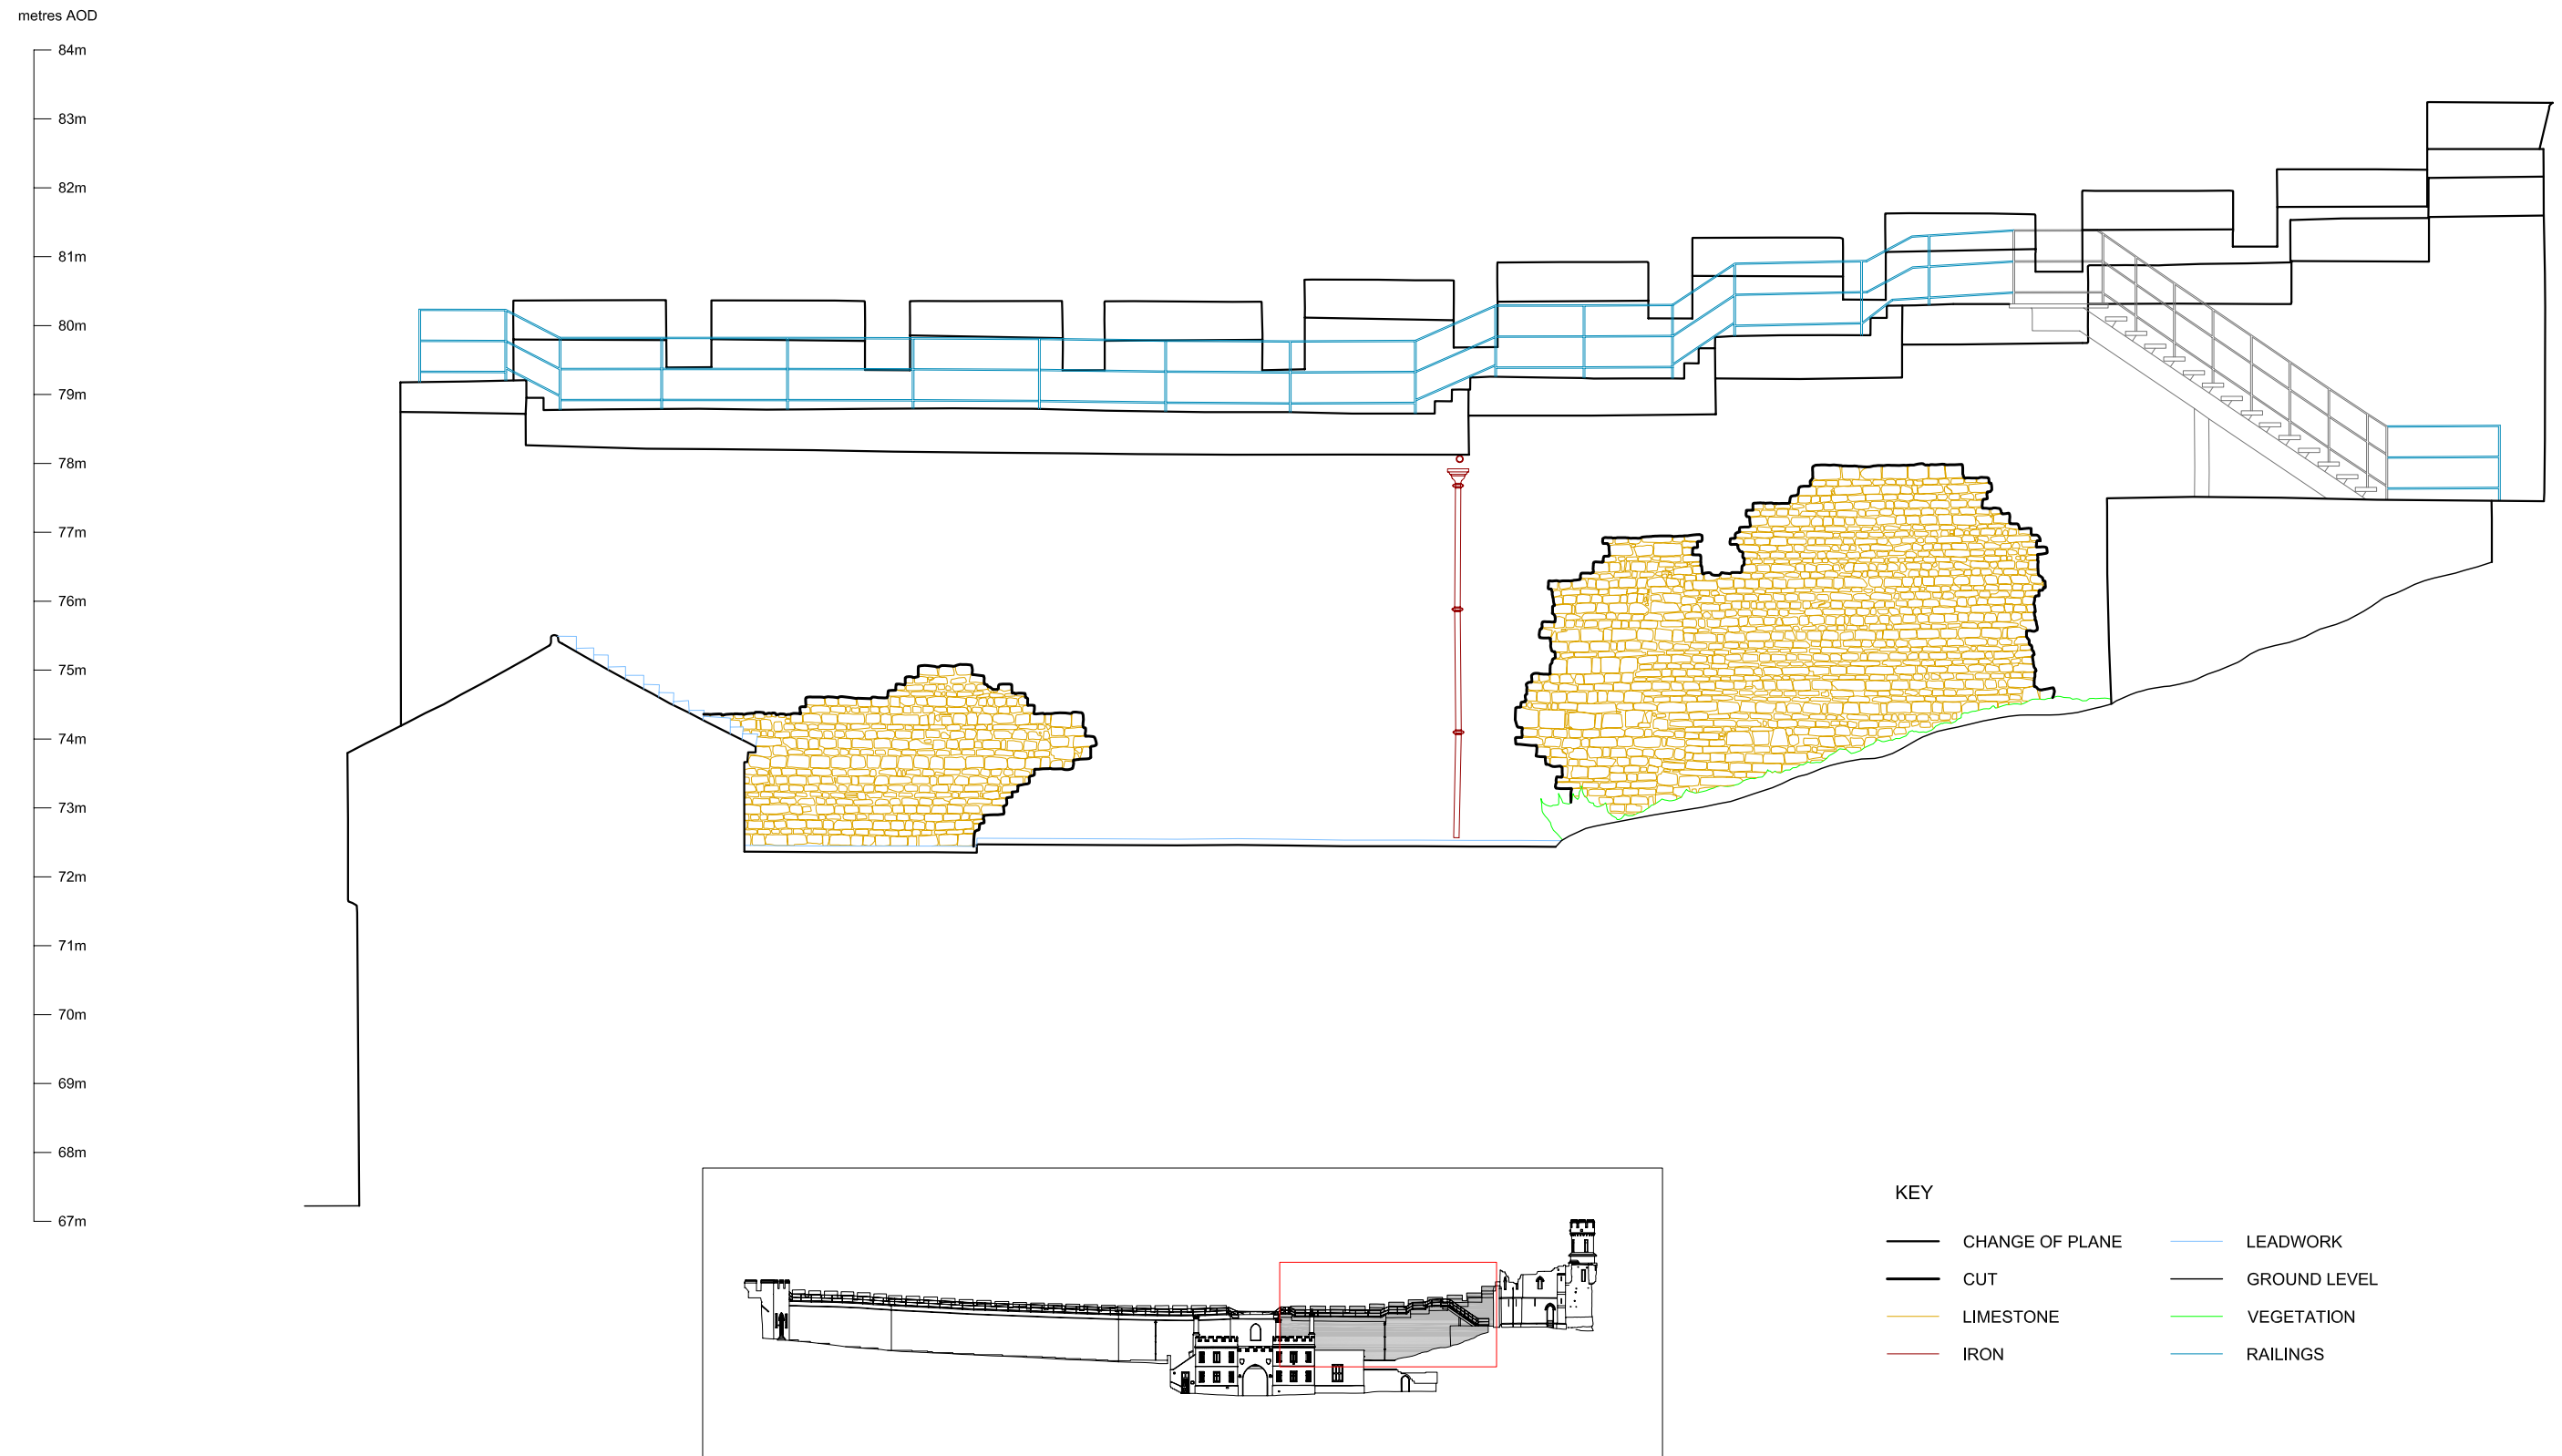 metres AOD
84m
83m
82m
81m
80m
79m
78m
77m
76m
75m
74m
73m
72m
71m
70m
69m
68m
67m
KEY
CHANGE OF PLANE
LEADWORK
CUT
GROUND LEVEL
LIMESTONE
VEGETATION
IRON
RAILINGS